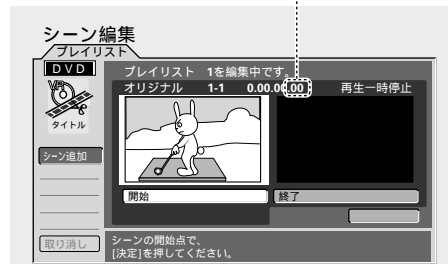 シーン編集
プレイリスト
DVD
プレイリスト 1を編集中です。
オリジナル 1-1 0.00.00.00 再生一時停止
VR
タイトル
シーン追加
開始 終了
取り消し
シーンの開始点で、
[決定]を押してください。